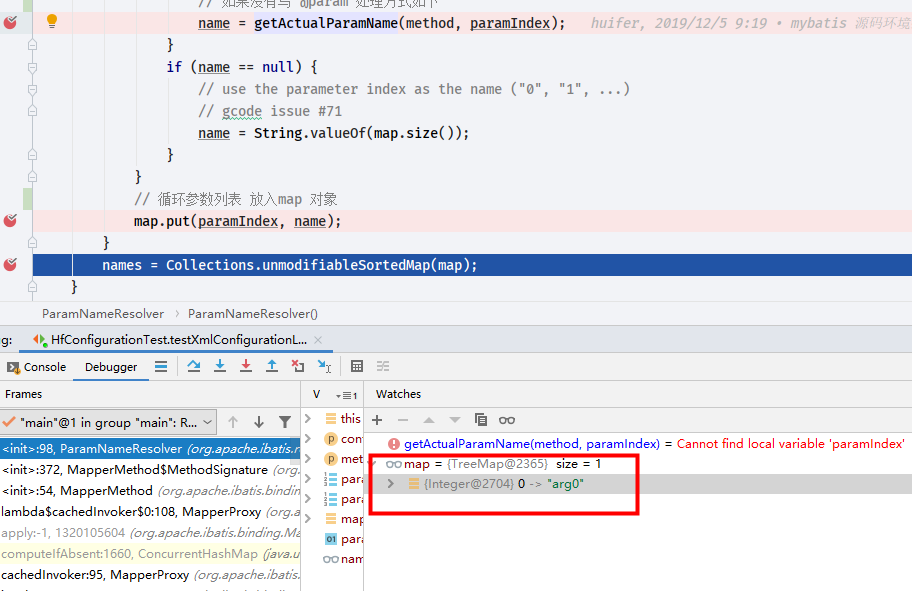 // 如果没有写 @param 处理方式如下
name = getActualParamName(method, paramIndex);   huifer, 2019/12/5 9:19 • mybatis 源码环境
}
if (name == null) {
// use the parameter index as the name ("0", "1", ...)
// gcode issue #71
name = String.valueOf(map.size());
}
}
// 循环参数列表 放入map 对象
map.put(paramIndex, name);
}
names = Collections.unmodifiableSortedMap(map);
}
ParamNameResolver › ParamNameResolver()
g: HfConfigurationTest.testXmlConfigurationL... ×
Console Debugger
Frames V 1 Watches
"main"@1 in group "main": R...
<init>:98, ParamNameResolver (org.apache.ibatis.
<init>:372, MapperMethod$MethodSignature (org.
<init>:54, MapperMethod (org.apache.ibatis.bindin
lambda$cachedInvoker$0:108, MapperProxy (org.a
apply:-1, 1320105604 (org.apache.ibatis.binding.Ma
computeIfAbsent:1660, ConcurrentHashMap (java.u
cachedInvoker:95, MapperProxy (org.apache.ibatis.
this
p con
p met
para
para
map
01 para
nam
getActualParamName(method, paramIndex) = Cannot find local variable 'paramIndex'
map = {TreeMap@2365} size = 1
{Integer@2704} 0 -> "arg0"